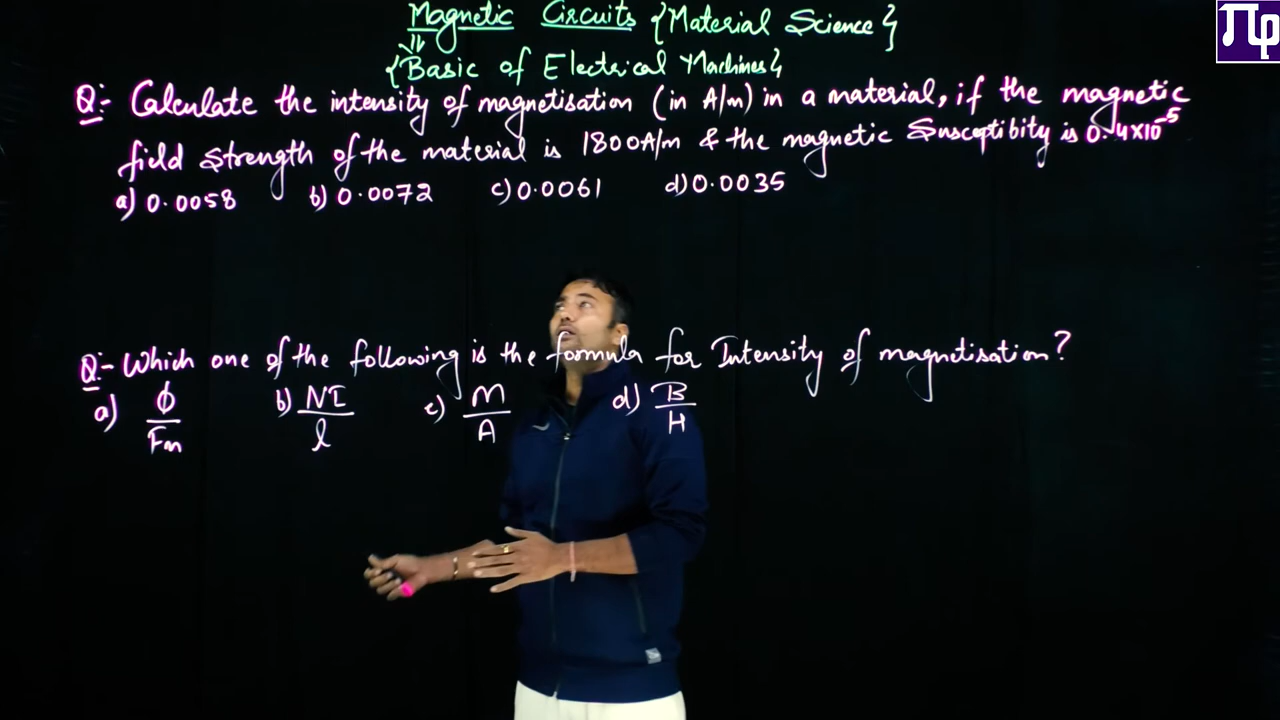 Magnetic Circuits {Material Science}
⇓
{Basic of Electrical Machines}
Q:- Calculate the intensity of magnetisation (in A/m) in a material, if the magnetic
field strength of the material is 1800A/m & the magnetic Susceptibity is 0.4x10⁻⁵
a) 0.0058 b) 0.0072 c) 0.0061 d) 0.0035
Q:- Which one of the following is the formula for Intensity of magnetisation?
a) Φ/Fm b) NI/l c) M/A d) B/H
πφ